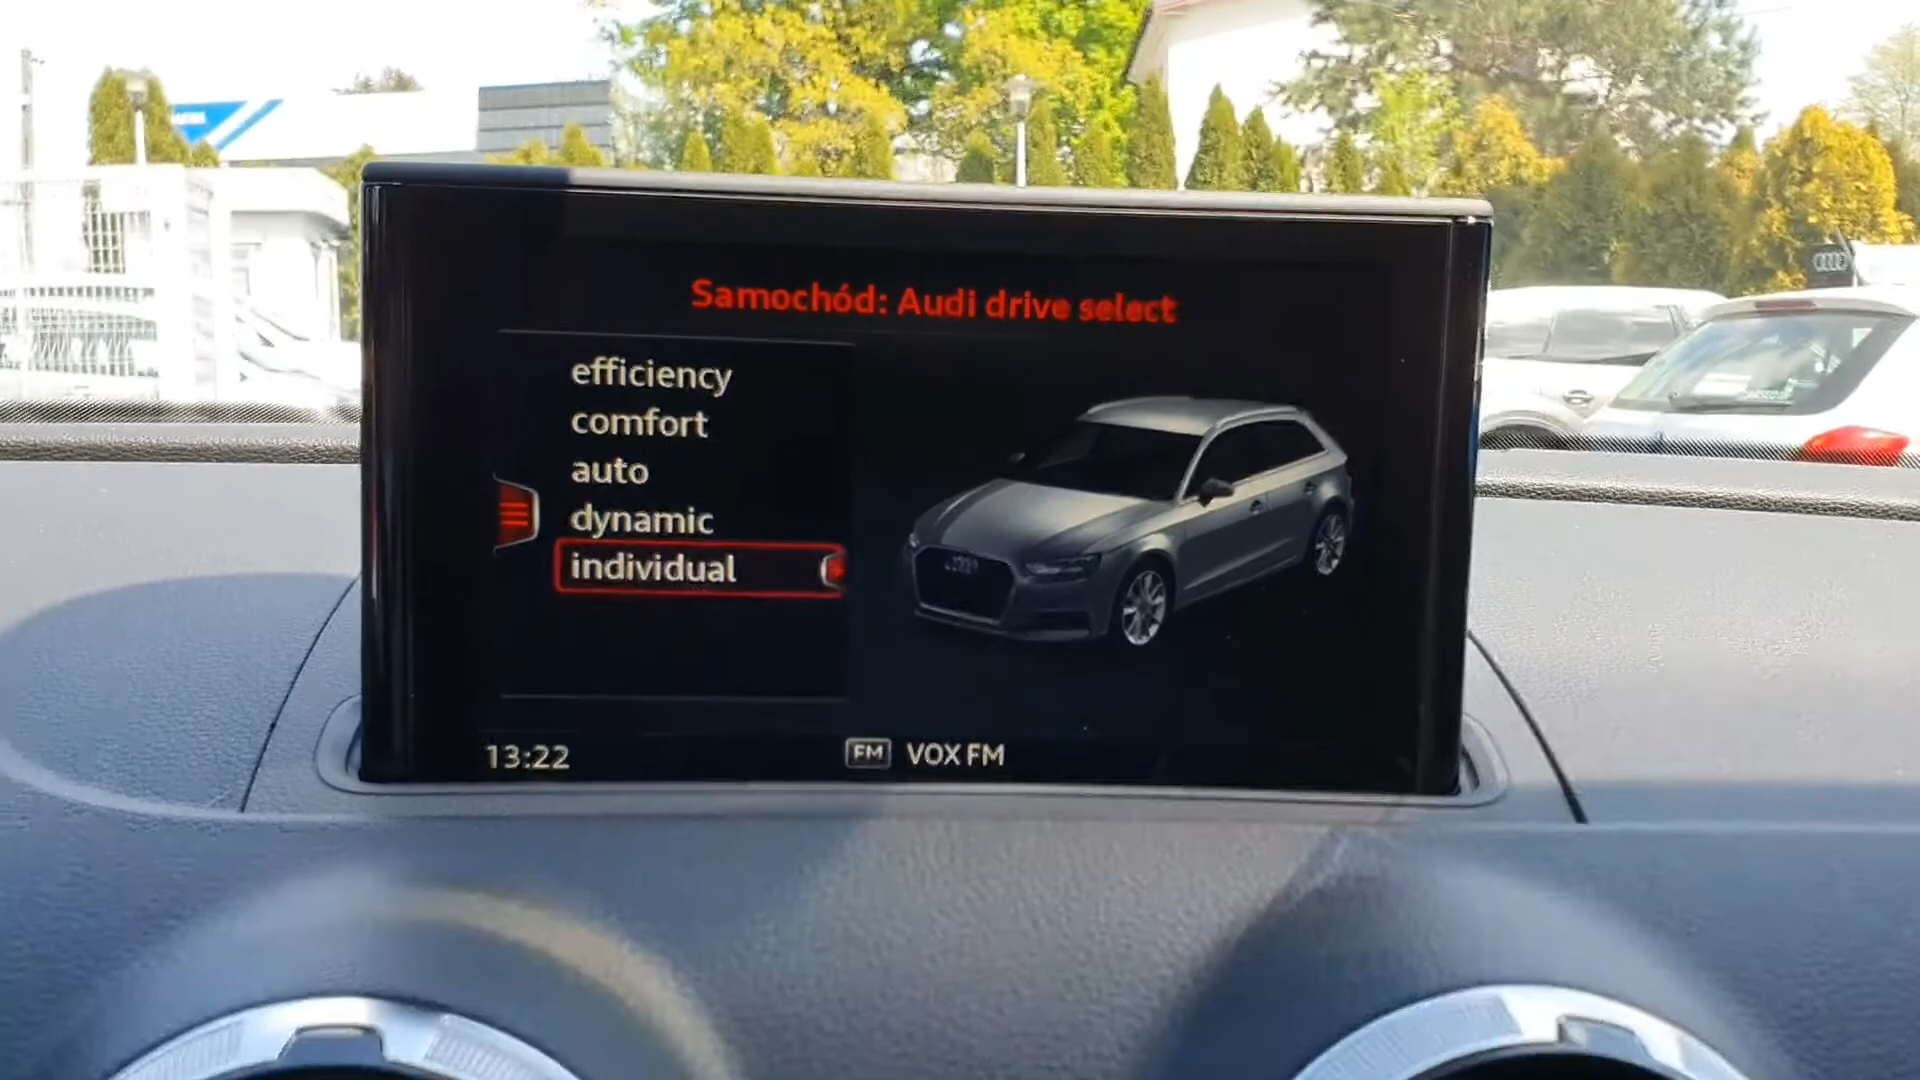 Samochód: Audi drive select
efficiency
comfort
auto
dynamic
individual
13:22
FM VOX FM